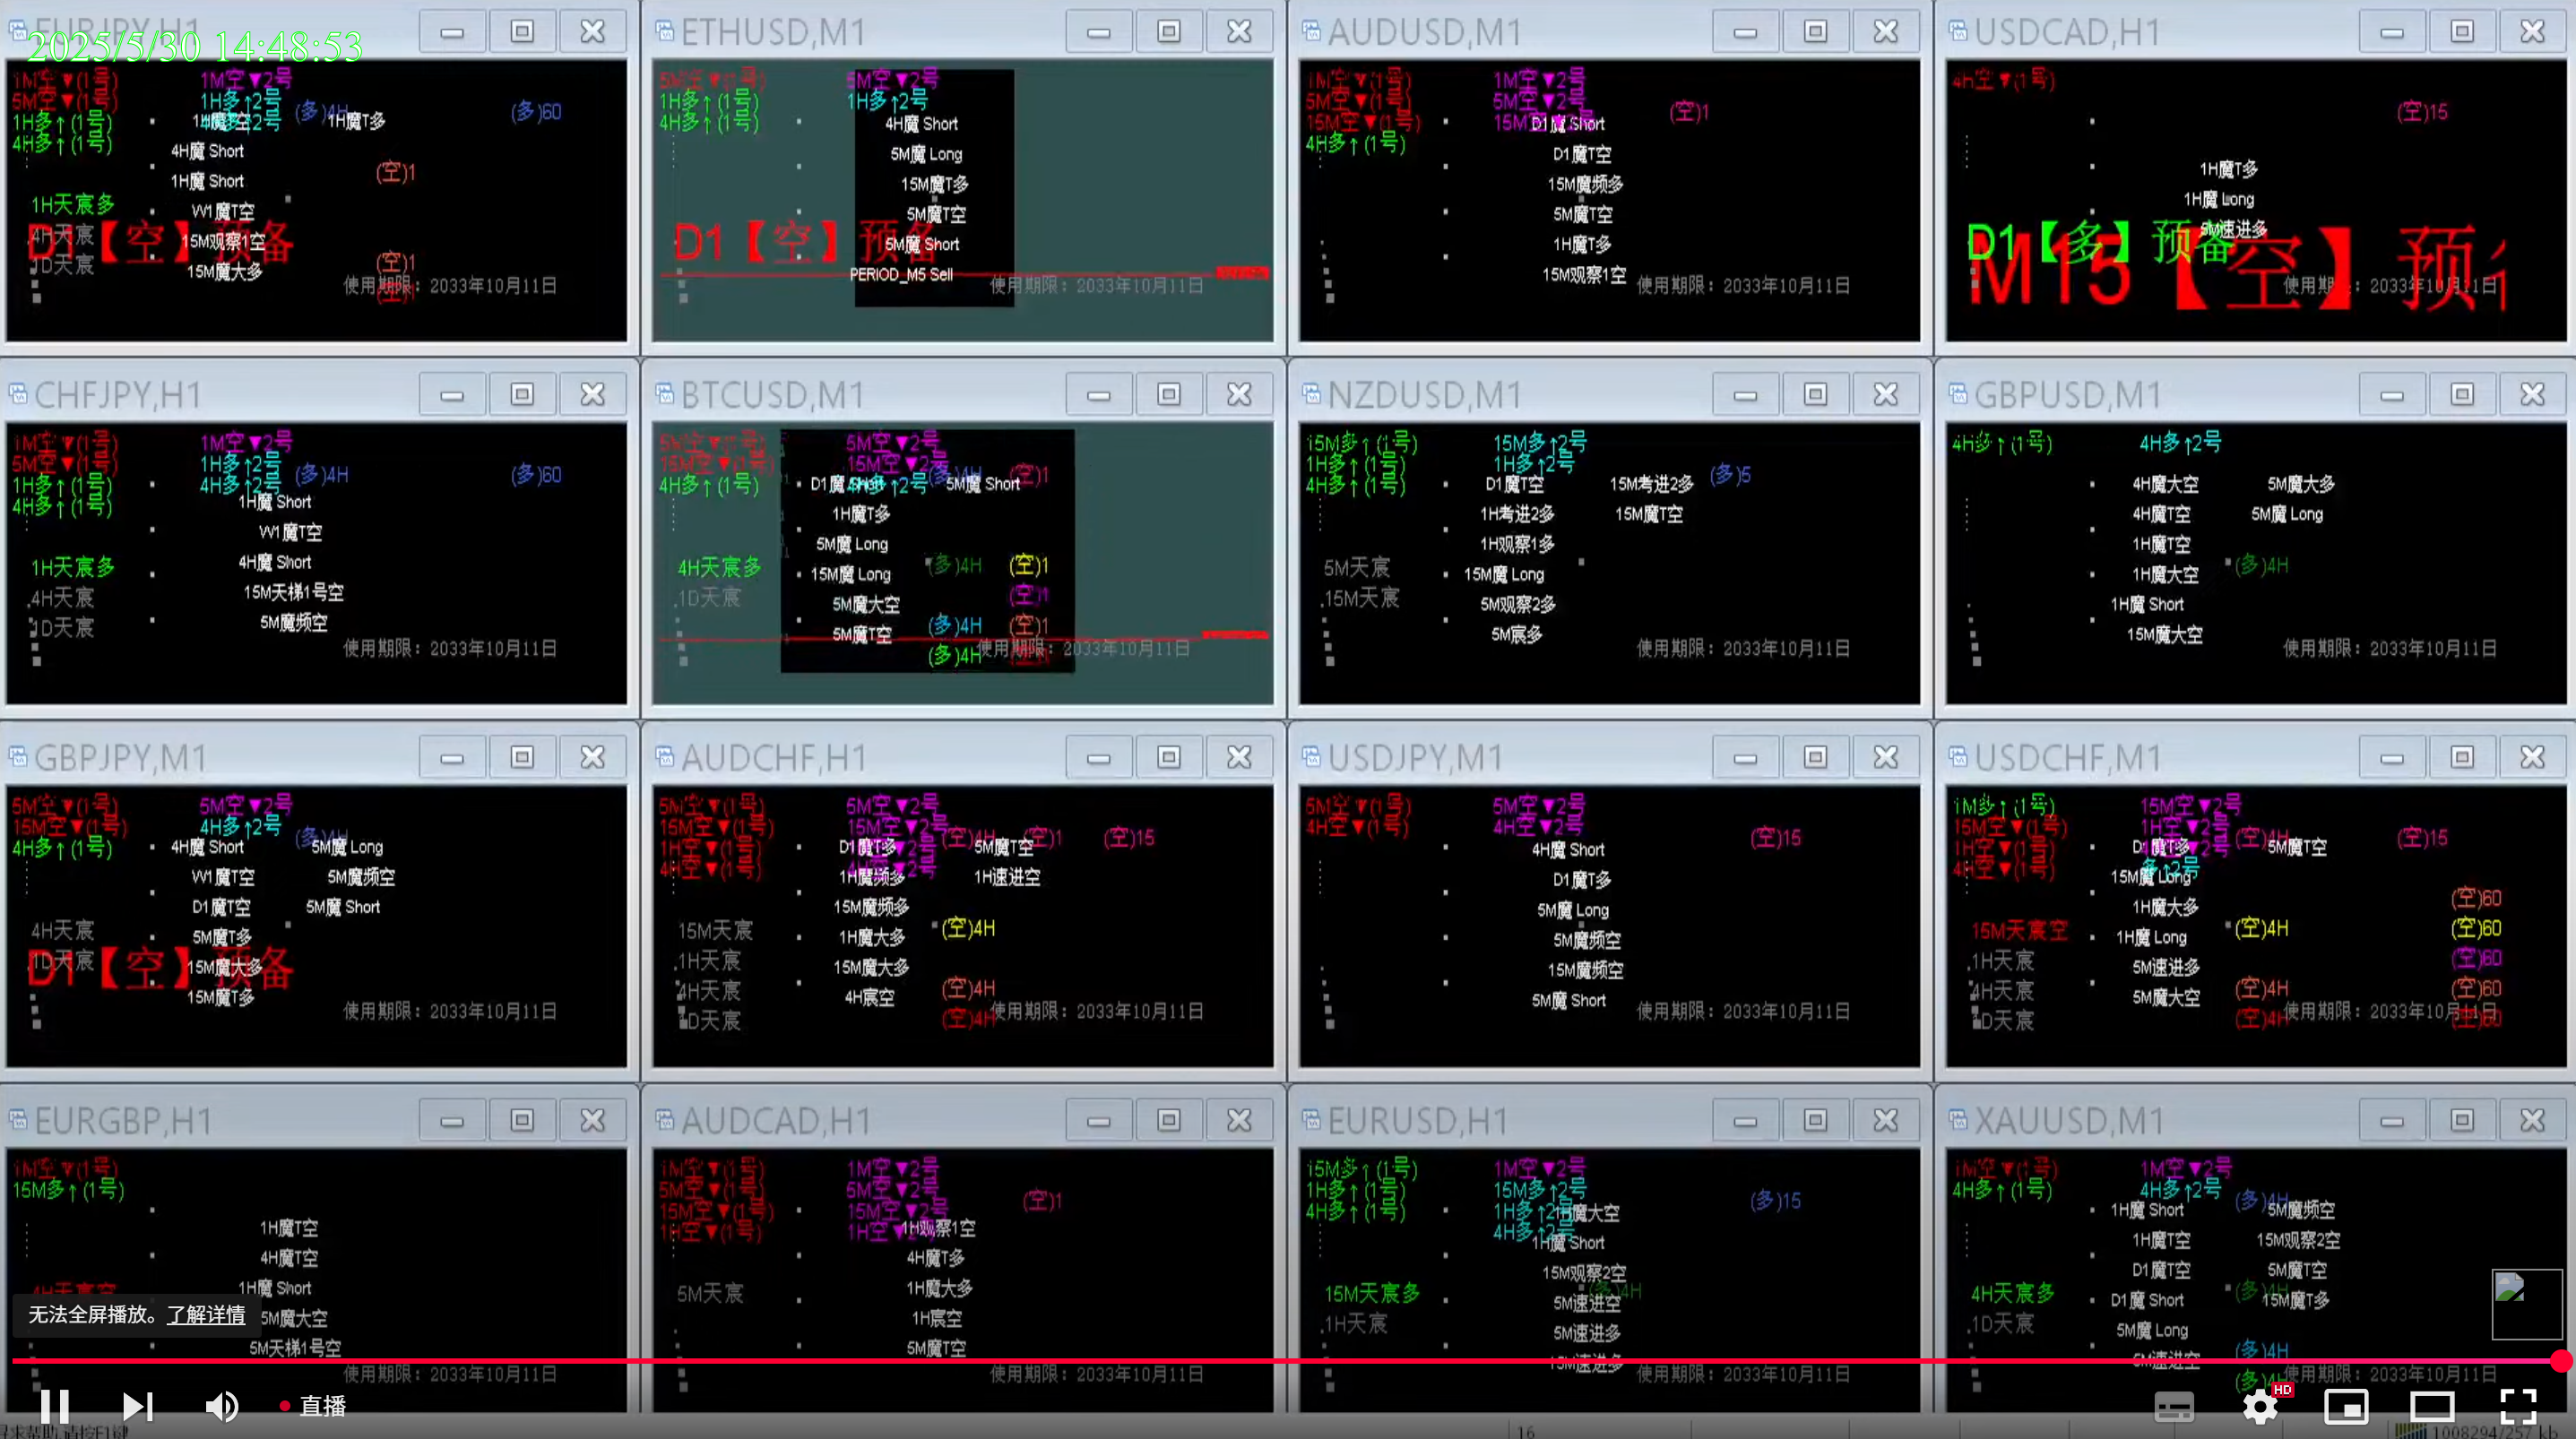 EURJPY,H1
2025/5/30 14:48:53
1M空▼(1号)
1M空▼2号
5M空▼(1号)
1H多↑2号
(多)4H
(多)60
1H多↑(1号)
1H魔T多
4H多↑(1号)
4H魔 Short
(空)1
1H魔 Short
1H天宸多
W1魔T空
4H天宸
D1【空】预备
15M观察1空
1D天宸
(空)1
15M魔大多
使用期限：2033年10月11日
ETHUSD,M1
5M空▼(1号)
5M空▼2号
1H多↑(1号)
1H多↑2号
4H多↑(1号)
4H魔 Short
5M魔 Long
15M魔T多
5M魔T空
D1【空】预备
5M魔 Short
PERIOD_M5 Sell
使用期限：2033年10月11日
AUDUSD,M1
1M空▼(1号)
1M空▼2号
5M空▼(1号)
5M空▼2号
(空)1
15M空▼(1号)
15M空▼2号
D1魔 Short
4H多↑(1号)
D1魔T空
15M魔频多
5M魔T空
1H魔T多
15M观察1空
使用期限：2033年10月11日
USDCAD,H1
4H空▼(1号)
(空)15
1H魔T多
1H魔 Long
5M速进多
D1【多】预备
M15【空】预
使用期限：2033年10月11日
CHFJPY,H1
1M空▼(1号)
1M空▼2号
5M空▼(1号)
1H多↑2号
(多)4H
(多)60
1H多↑(1号)
4H多↑2号
4H多↑(1号)
1H魔 Short
W1魔T空
4H魔 Short
1H天宸多
15M天梯1号空
4H天宸
5M魔频空
1D天宸
使用期限：2033年10月11日
BTCUSD,M1
5M空▼(1号)
5M空▼2号
15M空▼(1号)
15M空▼2号
(多)4H
(空)1
4H多↑(1号)
D1魔 Short
4H多↑2号
5M魔 Short
1H魔T多
5M魔 Long
4H天宸多
15M魔 Long
(多)4H
(空)1
1D天宸
5M魔大空
(空)1
5M魔T空
(多)4H
(空)1
(多)4H
使用期限：2033年10月11日
NZDUSD,M1
15M多↑(1号)
15M多↑2号
1H多↑(1号)
1H多↑2号
(多)5
4H多↑(1号)
D1魔T空
15M考进2多
1H考进2多
15M魔T空
1H观察1多
5M天宸
15M魔 Long
15M天宸
5M观察2多
5M宸多
使用期限：2033年10月11日
GBPUSD,M1
4H多↑(1号)
4H多↑2号
4H魔大空
5M魔大多
4H魔T空
5M魔 Long
1H魔T空
1H魔大空
(多)4H
1H魔 Short
15M魔大空
使用期限：2033年10月11日
GBPJPY,M1
5M空▼(1号)
5M空▼2号
15M空▼(1号)
4H多↑2号
(多)4H
4H多↑(1号)
4H魔 Short
5M魔 Long
W1魔T空
5M魔频空
D1魔T空
5M魔 Short
4H天宸
5M魔T多
1D天宸
D1【空】预备
15M魔大多
15M魔T多
使用期限：2033年10月11日
AUDCHF,H1
5M空▼(1号)
5M空▼2号
15M空▼(1号)
15M空▼2号
(空)4H
(空)1
(空)15
1H空▼(1号)
D1魔T多
5M魔T空
4H空▼(1号)
1H魔频多
1H速进空
15M魔频多
15M天宸
1H魔大多
(空)4H
1H天宸
15M魔大多
4H天宸
4H宸空
(空)4H
1D天宸
(空)4H
使用期限：2033年10月11日
USDJPY,M1
5M空▼(1号)
5M空▼2号
4H空▼(1号)
4H空▼2号
(空)15
4H魔 Short
D1魔T多
5M魔 Long
5M魔频空
15M魔频空
5M魔 Short
使用期限：2033年10月11日
USDCHF,M1
1M多↑(1号)
15M空▼2号
15M空▼(1号)
1H空▼2号
(空)4H
(空)15
1H空▼(1号)
D1魔T多
5M魔T空
4H空▼(1号)
多↑2号
15M魔 Long
1H魔大多
(空)60
15M天宸空
1H魔 Long
(空)4H
(空)60
1H天宸
5M速进多
(空)60
4H天宸
5M魔大空
(空)4H
(空)60
1D天宸
(空)4H
(空)60
使用期限：2033年10月11日
EURGBP,H1
1M空▼(1号)
15M多↑(1号)
1H魔T空
4H魔T空
1H魔 Short
4H天宸空
5M魔大空
5M天梯1号空
使用期限：2033年10月11日
AUDCAD,H1
1M空▼(1号)
1M空▼2号
5M空▼(1号)
5M空▼2号
(空)1
15M空▼(1号)
15M空▼2号
1H空▼(1号)
1H空▼2号
1H观察1空
4H魔T多
1H魔大多
5M天宸
1H宸空
5M魔T空
使用期限：2033年10月11日
EURUSD,H1
15M多↑(1号)
1M空▼2号
1H多↑(1号)
15M多↑2号
(多)15
4H多↑(1号)
1H多↑2号
1H魔大空
4H多↑2号
1H魔 Short
15M观察2空
15M天宸多
(多)4H
5M速进空
1H天宸
5M速进多
15M速进多
使用期限：2033年10月11日
XAUUSD,M1
1M空▼(1号)
1M空▼2号
4H多↑(1号)
4H多↑2号
(多)4H
1H魔 Short
5M魔频空
1H魔T空
15M观察2空
D1魔T空
5M魔T空
4H天宸多
D1魔 Short
(多)4H
15M魔T多
1D天宸
5M魔 Long
(多)4H
5M速进空
(多)4H
使用期限：2033年10月11日
无法全屏播放。了解详情
直播
HD
16
1008294/257 kb